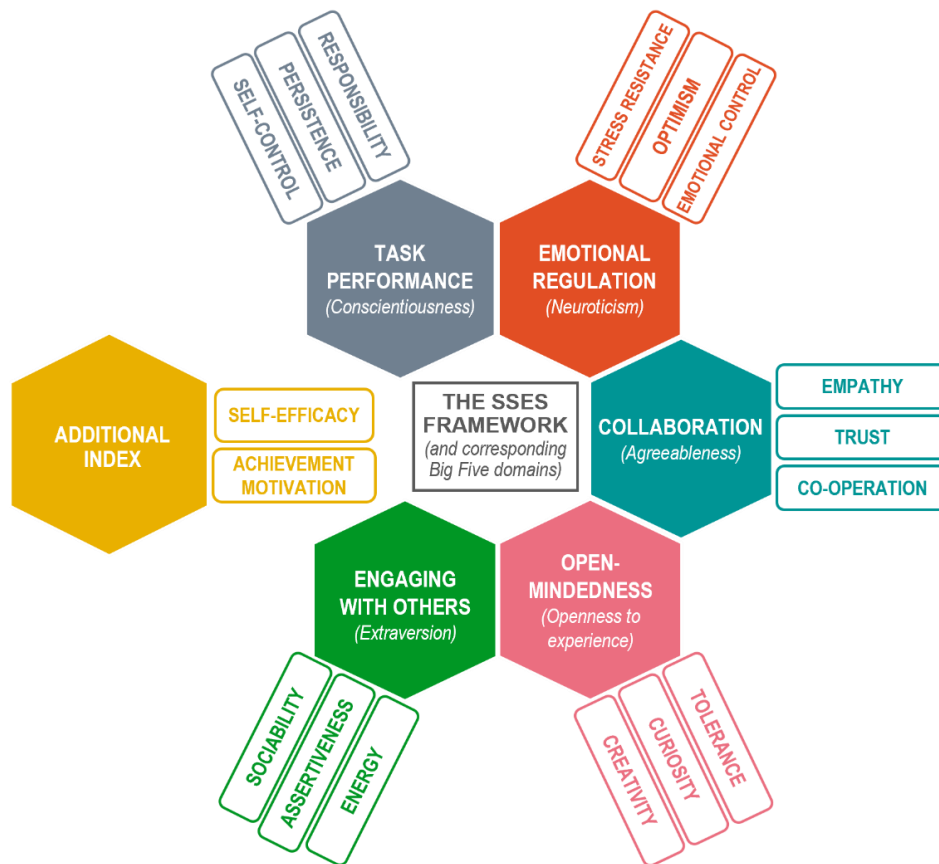 SELF-CONTROL
PERSISTENCE
RESPONSIBILITY
STRESS RESISTANCE
OPTIMISM
EMOTIONAL CONTROL
TASK
PERFORMANCE
(Conscientiousness)
EMOTIONAL
REGULATION
(Neuroticism)
ADDITIONAL
INDEX
SELF-EFFICACY
ACHIEVEMENT
MOTIVATION
THE SSES
FRAMEWORK
(and corresponding
Big Five domains)
COLLABORATION
(Agreeableness)
EMPATHY
TRUST
CO-OPERATION
ENGAGING
WITH OTHERS
(Extraversion)
OPEN-
MINDEDNESS
(Openness to
experience)
SOCIABILITY
ASSERTIVENESS
ENERGY
CREATIVITY
CURIOSITY
TOLERANCE